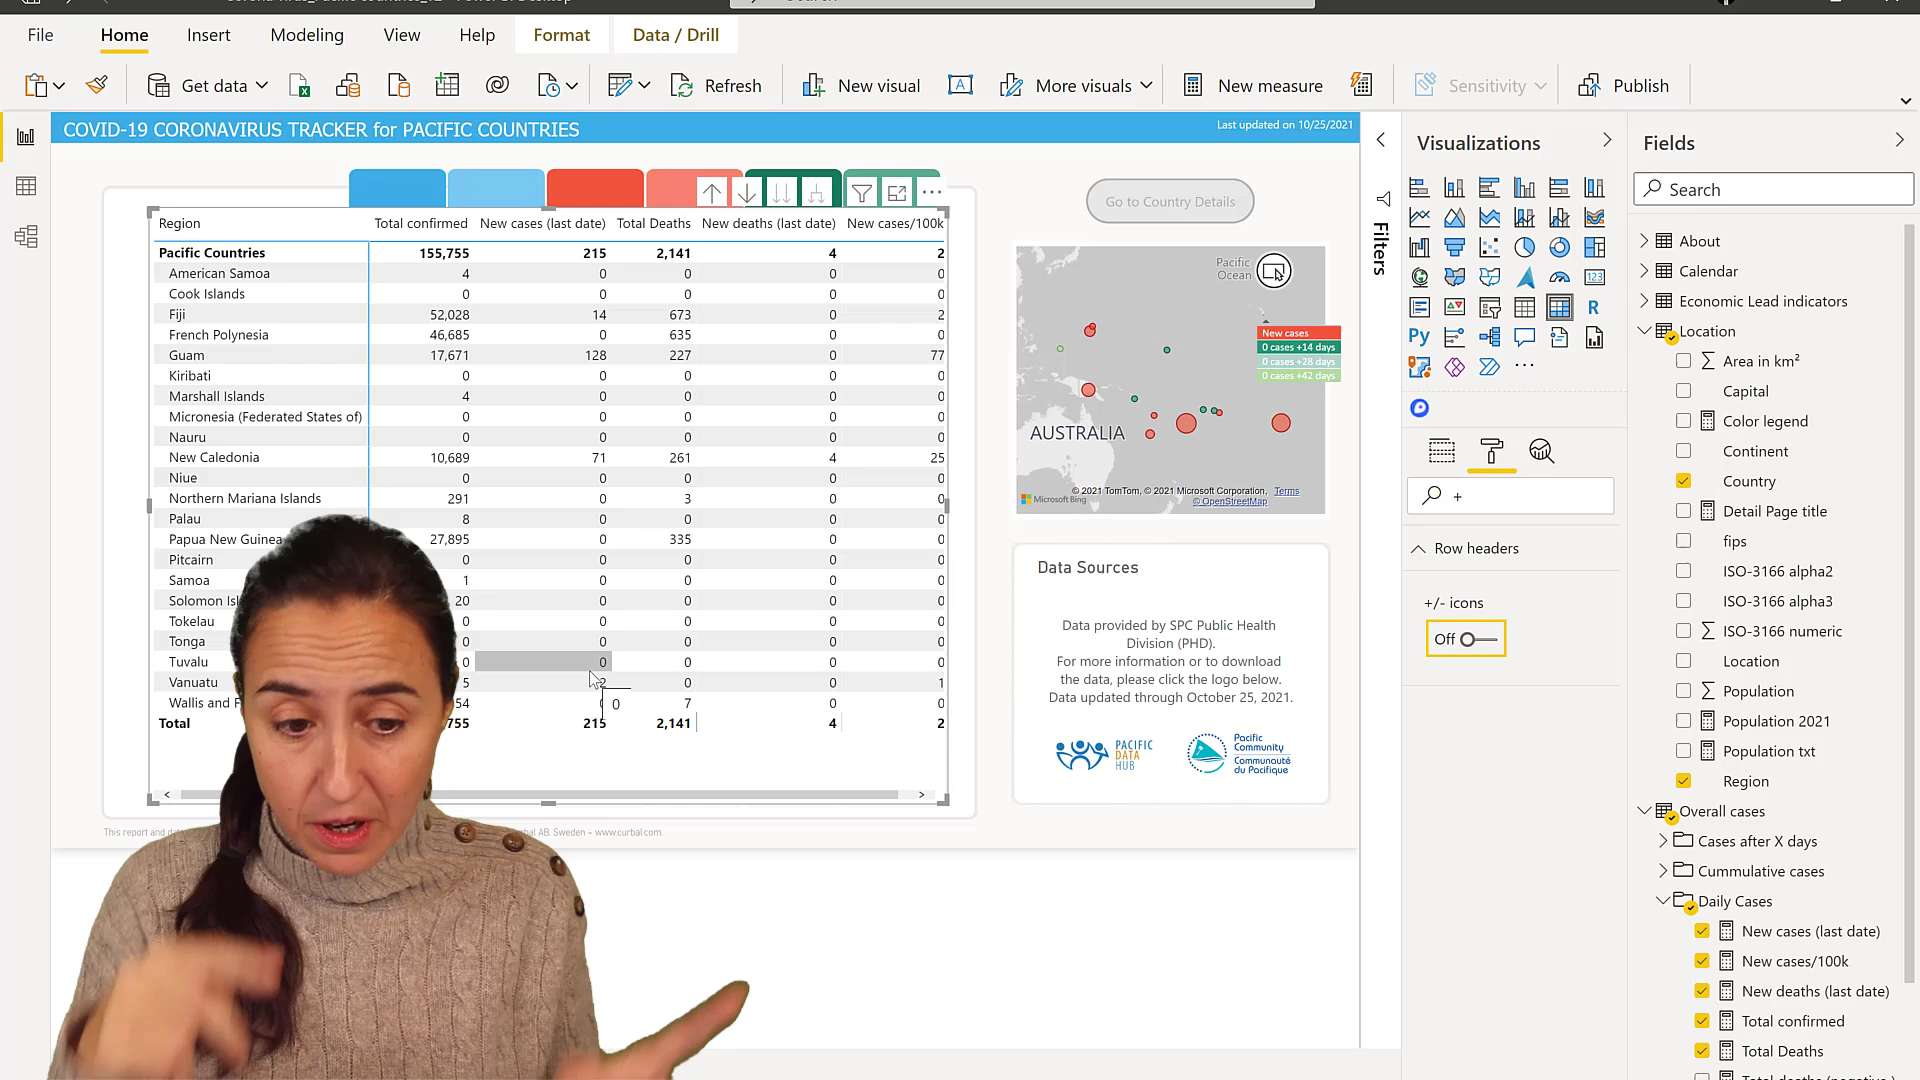 File
Home
Insert
Modeling
View
Help
Format
Data / Drill
Get data
Refresh
New visual
More visuals
New measure
Sensitivity
Publish
COVID-19 CORONAVIRUS TRACKER for PACIFIC COUNTRIES
Last updated on 10/25/2021
Region Total confirmed New cases (last date) Total Deaths New deaths (last date) New cases/100k
Pacific Countries 155,755 215 2,141 4 2
American Samoa 4 0 0 0 0
Cook Islands 0 0 0 0 0
Fiji 52,028 14 673 0 2
French Polynesia 46,685 0 635 0 0
Guam 17,671 128 227 0 77
Kiribati 0 0 0 0 0
Marshall Islands 4 0 0 0 0
Micronesia (Federated States of) 0 0 0 0 0
Nauru 0 0 0 0 0
New Caledonia 10,689 71 261 4 25
Niue 0 0 0 0 0
Northern Mariana Islands 291 0 3 0 0
Palau 8 0 0 0 0
Papua New Guinea 27,895 0 335 0 0
Pitcairn 0 0 0 0 0
Samoa 1 0 0 0 0
Solomon 20 0 0 0 0
Tokelau 0 0 0 0 0
Tonga 0 0 0 0 0
Tuvalu 0 0 0 0 0
Vanuatu 5 2 0 0 1
Wallis and 54 7 0 0
0
Total 755 215 2,141 4 2
This report and
AB. Sweden – www.curbal.com
Go to Country Details
Pacific
Ocean
New cases
0 cases +14 days
0 cases +28 days
0 cases +42 days
AUSTRALIA
© 2021 TomTom, © 2021 Microsoft Corporation, Terms
Microsoft Bing
© OpenStreetMap
Data Sources
Data provided by SPC Public Health
Division (PHD).
For more information or to download
the data, please click the logo below.
Data updated through October 25, 2021.
PACIFIC
DATA
HUB
Pacific
Community
Communauté
du Pacifique
Filters
Visualizations
123
R
Py
+
Row headers
+/- icons
Off
Fields
Search
About
Calendar
Economic Lead indicators
Location
Area in km²
Capital
Color legend
Continent
Country
Detail Page title
fips
ISO-3166 alpha2
ISO-3166 alpha3
ISO-3166 numeric
Location
Population
Population 2021
Population txt
Region
Overall cases
Cases after X days
Cummulative cases
Daily Cases
New cases (last date)
New cases/100k
New deaths (last date)
Total confirmed
Total Deaths